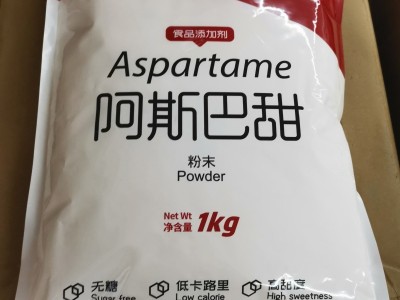 食品添加剂
Aspartame
阿斯巴甜
粉末
Powder
Net Wt
净含量 1kg
无糖 低卡路里 高甜度
Sugar free Low calorie High sweetness